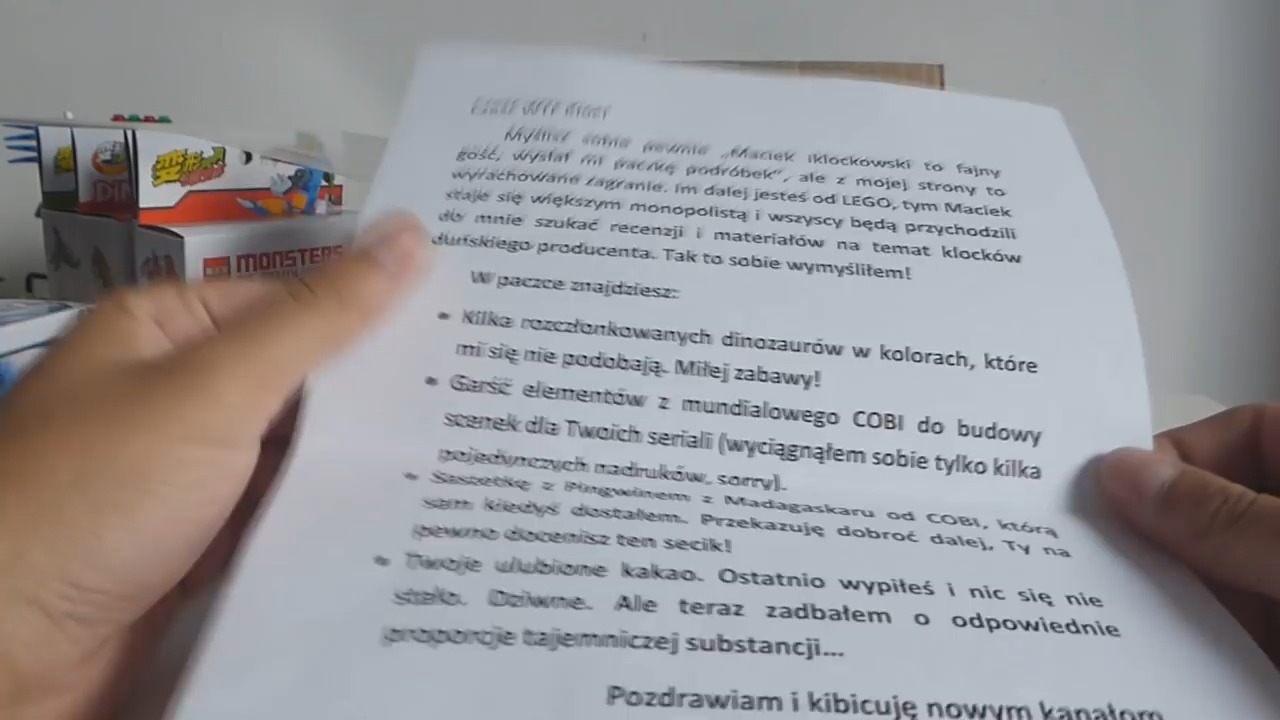 变形
DIN
MONSTERS
Myślisz sobie pewnie „Maciek Klockowski to fajny
gość, wysłał mi paczkę podróbek”, ale z mojej strony to
wyrachowane zagranie. Im dalej jesteś od LEGO, tym Maciek
staje się większym monopolistą i wszyscy będą przychodzili
do mnie szukać recenzji i materiałów na temat klocków
duńskiego producenta. Tak to sobie wymyśliłem!
W paczce znajdziesz:
• Kilka rozczłonkowanych dinozaurów w kolorach, które
mi się nie podobają. Miłej zabawy!
• Garść elementów z mundialowego COBI do budowy
scenek dla Twoich seriali (wyciągnąłem sobie tylko kilka
pojedynczych nadruków, sorry).
• Saszetkę z Pingwinem z Madagaskaru od COBI, którą
sam kiedyś dostałem. Przekazuję dobroć dalej, Ty na
pewno docenisz ten secik!
• Twoje ulubione kakao. Ostatnio wypiłeś i nic się nie
stało. Dziwne. Ale teraz zadbałem o odpowiednie
proporcje tajemniczej substancji...
Pozdrawiam i kibicuję nowym kanałom